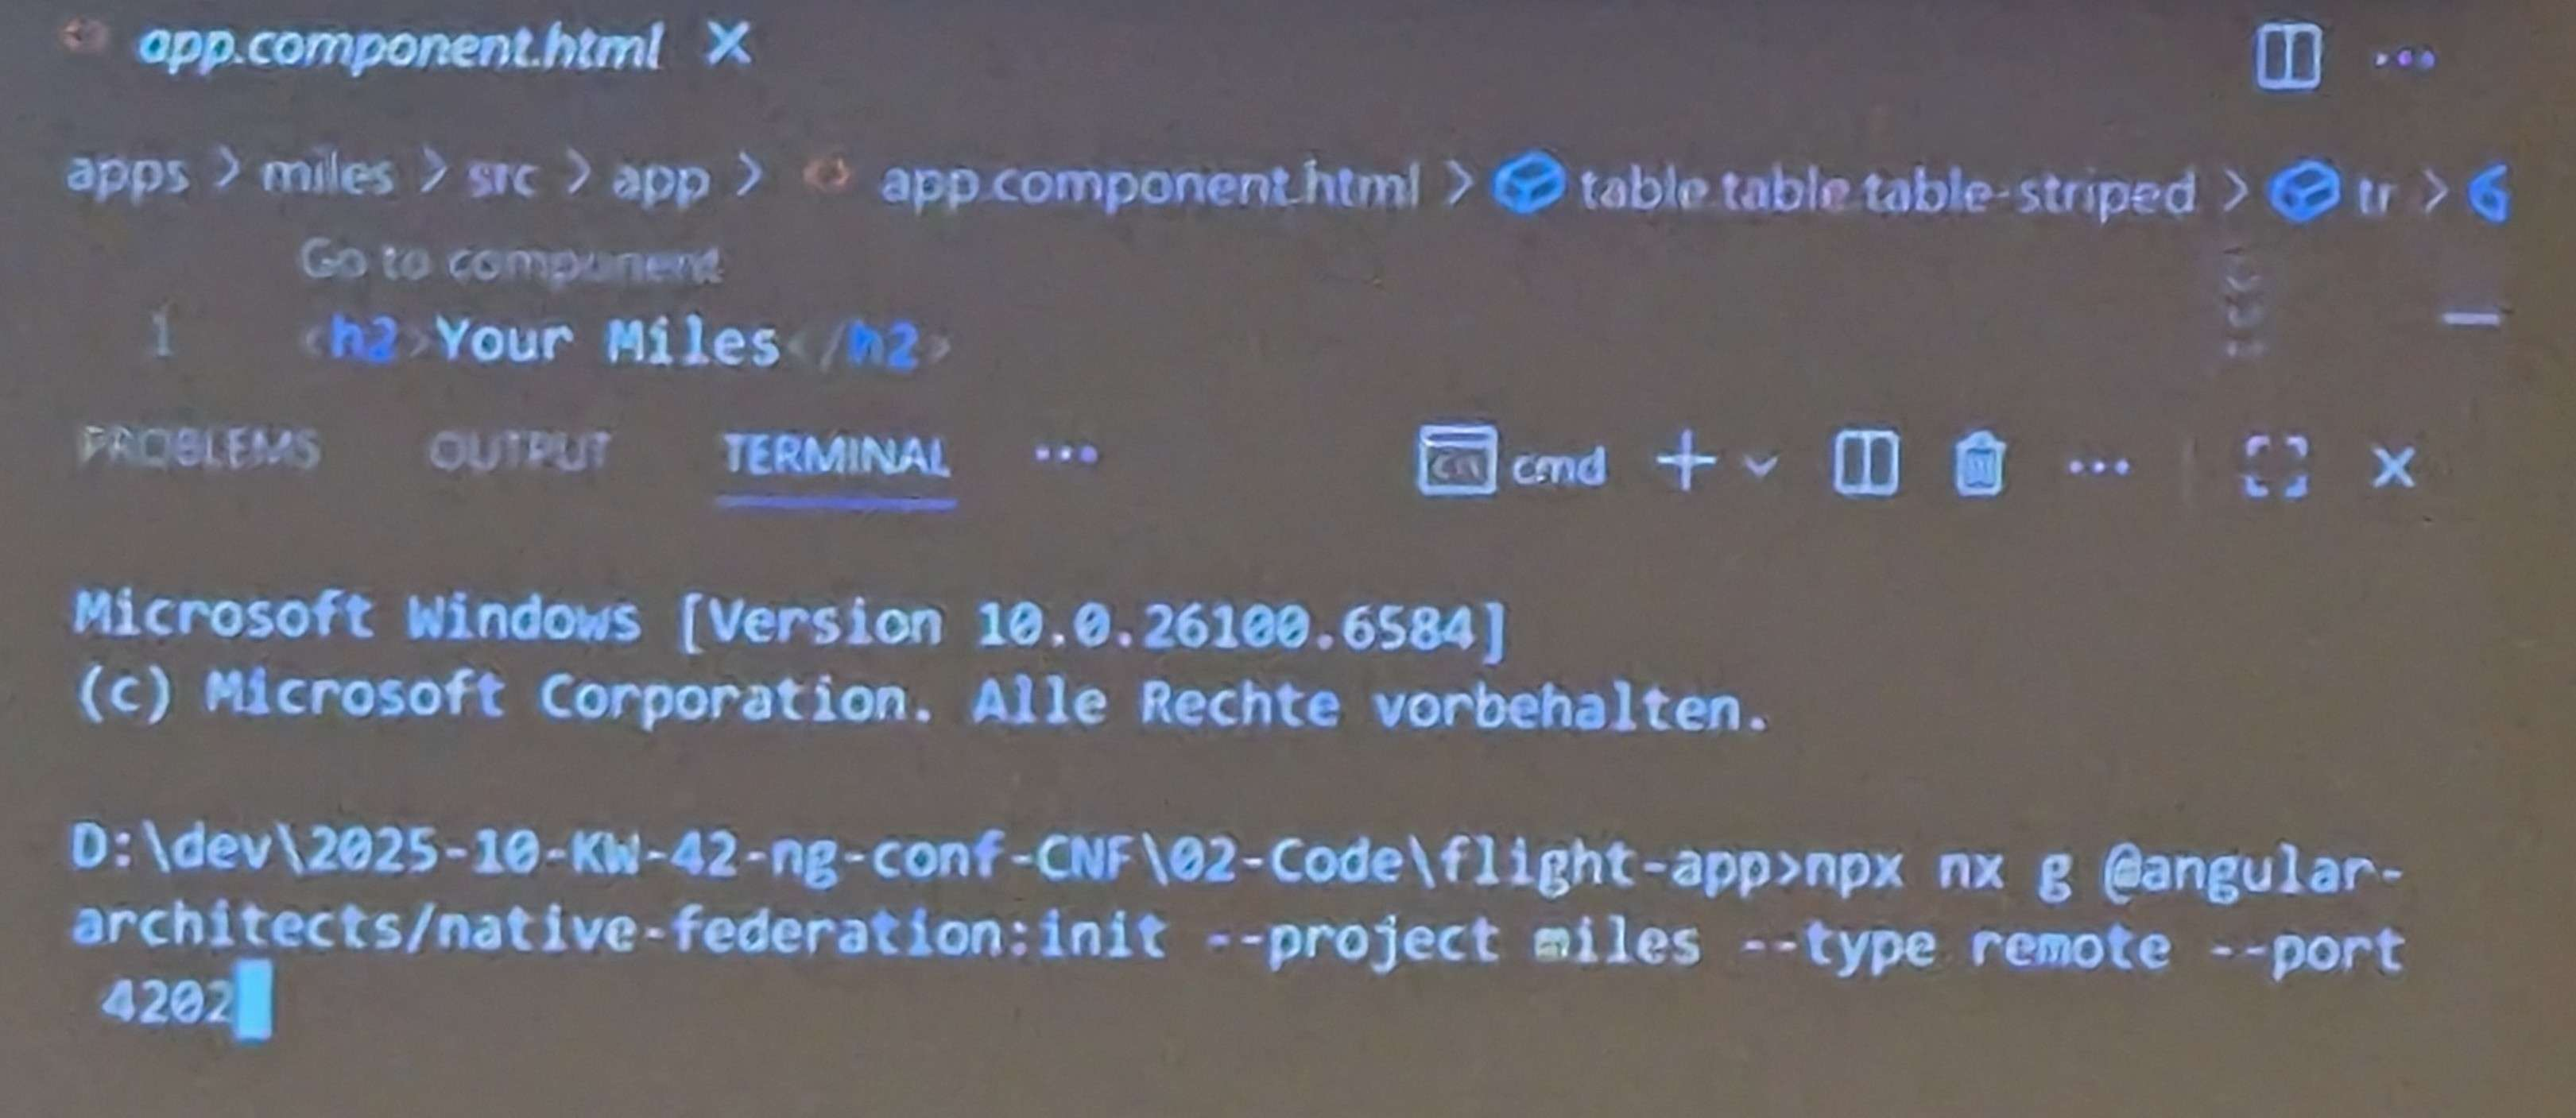 app.component.html
apps > miles > src > app > app.component.html > table.table.table-striped > tr >
Go to component
1 <h2>Your Miles</h2>
PROBLEMS OUTPUT TERMINAL ... cmd
Microsoft Windows [Version 10.0.26100.6584]
(c) Microsoft Corporation. Alle Rechte vorbehalten.
D:\dev\2025-10-KW-42-ng-conf-CNF\02-Code\flight-app>npx nx g @angular-
architects/native-federation:init --project miles --type remote --port
4202